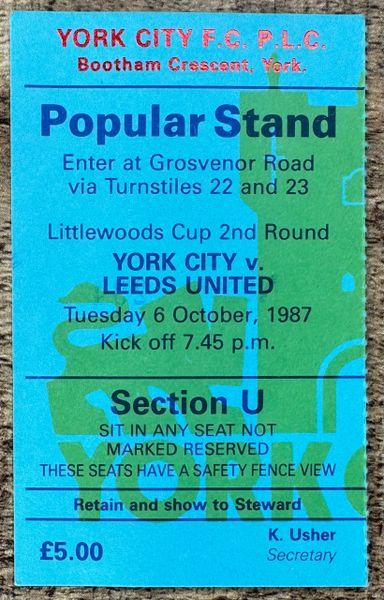 YORK CITY F.C. P.L.C.
Bootham Crescent, York.
Popular Stand
Enter at Grosvenor Road
via Turnstiles 22 and 23
Littlewoods Cup 2nd Round
YORK CITY v.
LEEDS UNITED
Tuesday 6 October, 1987
Kick off 7.45 p.m.
Section U
SIT IN ANY SEAT NOT
MARKED RESERVED
THESE SEATS HAVE A SAFETY FENCE VIEW
YORK
Retain and show to Steward
£5.00
K. Usher
Secretary